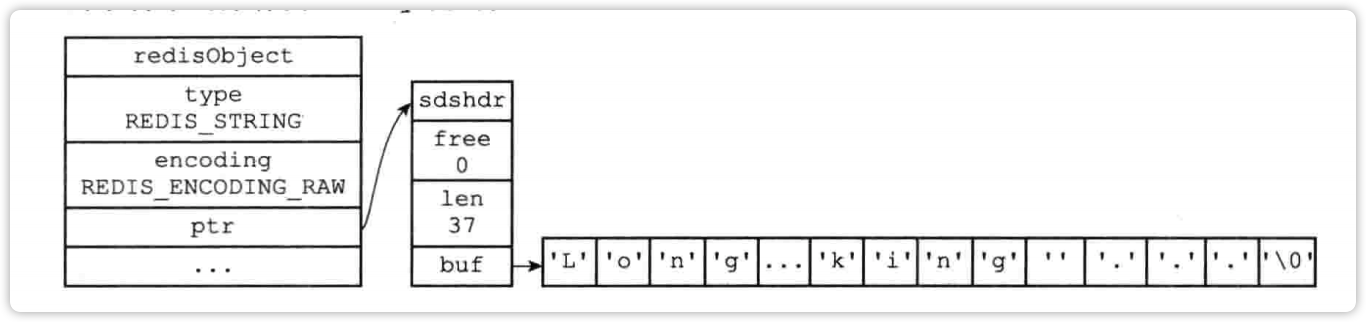 redisObject
type
REDIS_STRING
encoding
REDIS_ENCODING_RAW
ptr
...
sdshdr
free
0
len
37
buf
'L' 'o' 'n' 'g' ... 'k' 'i' 'n' 'g' '' '.' '.' '.' '\0'